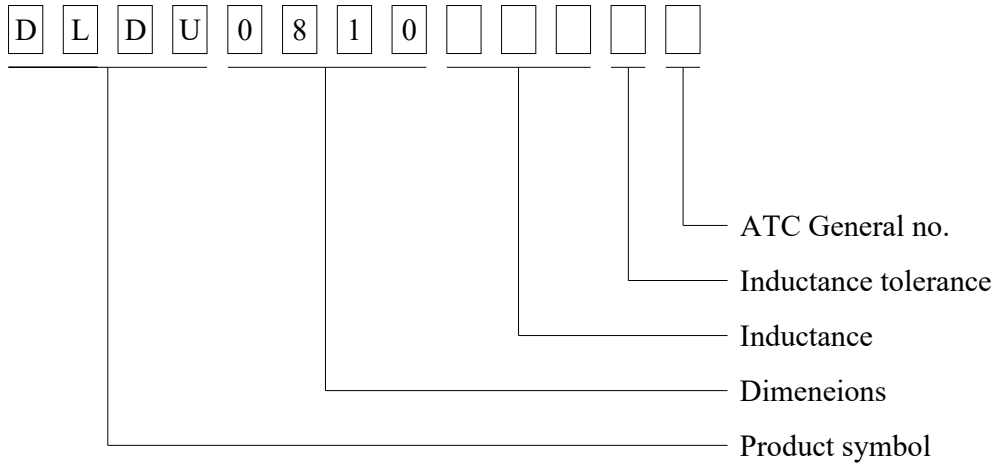 D L D U 0 8 1 0
ATC General no.
Inductance tolerance
Inductance
Dimeneions
Product symbol